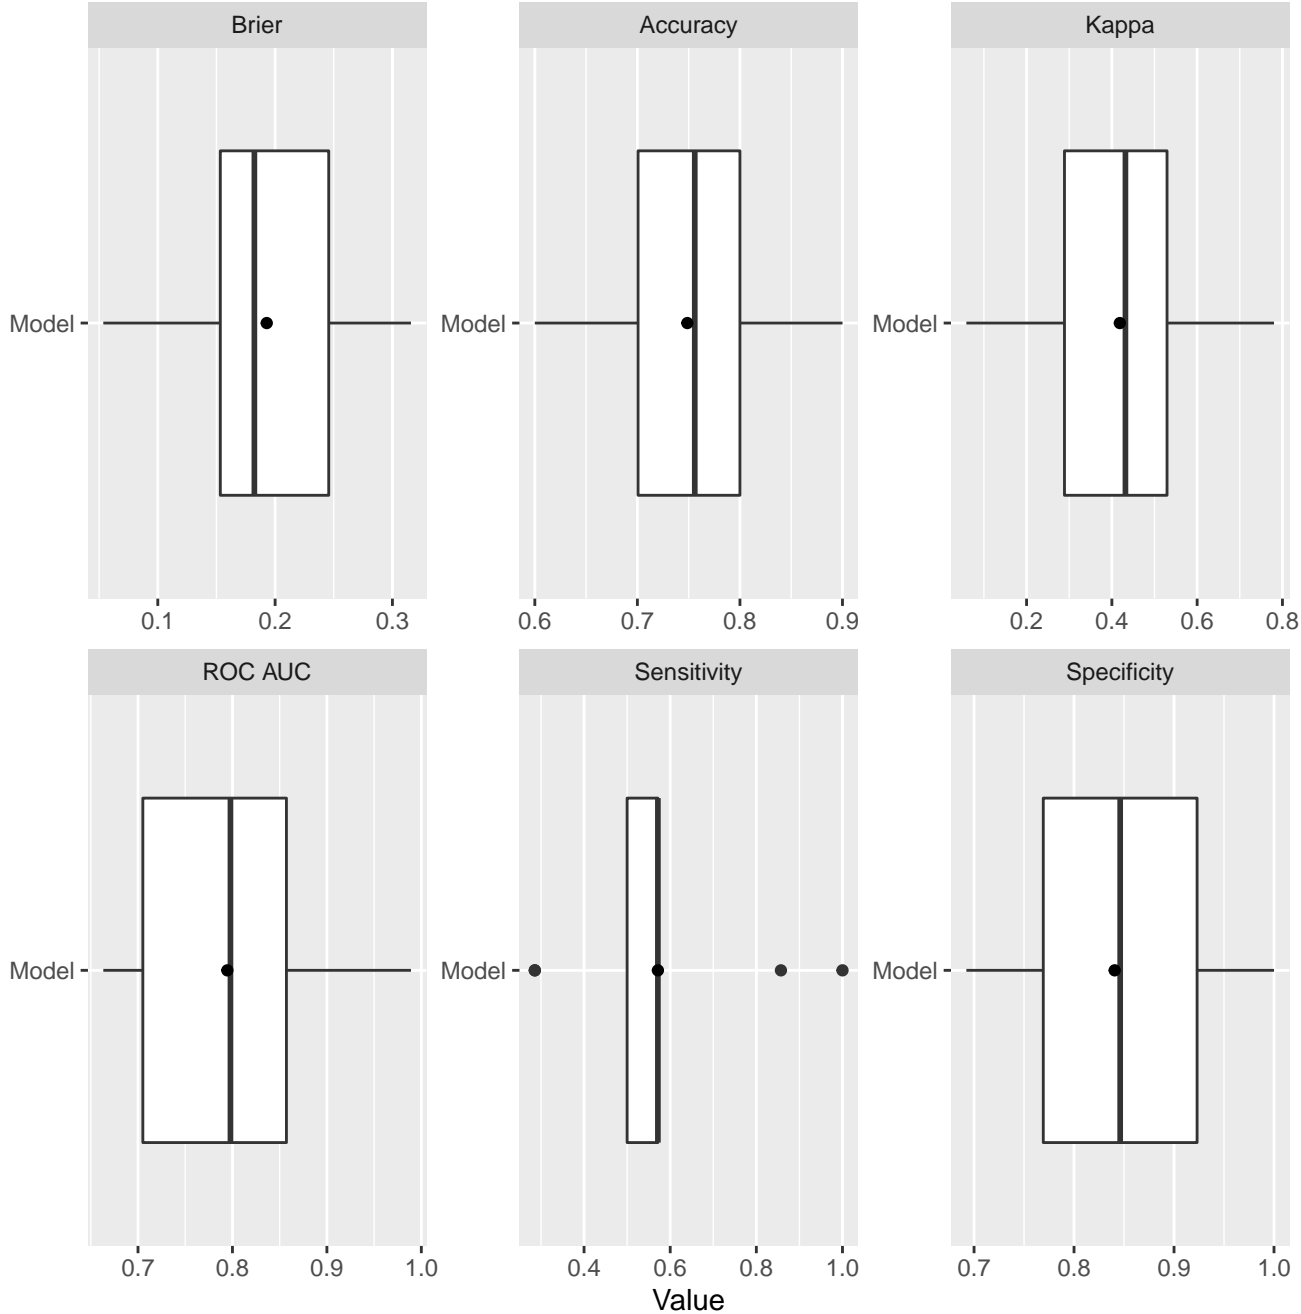 Brier Accuracy Kappa
Model Model Model
0.1 0.2 0.3 0.6 0.7 0.8 0.9 0.2 0.4 0.6 0.8
ROC AUC Sensitivity Specificity
Model Model Model
0.7 0.8 0.9 1.0 0.4 0.6 0.8 1.0 0.7 0.8 0.9 1.0
Value